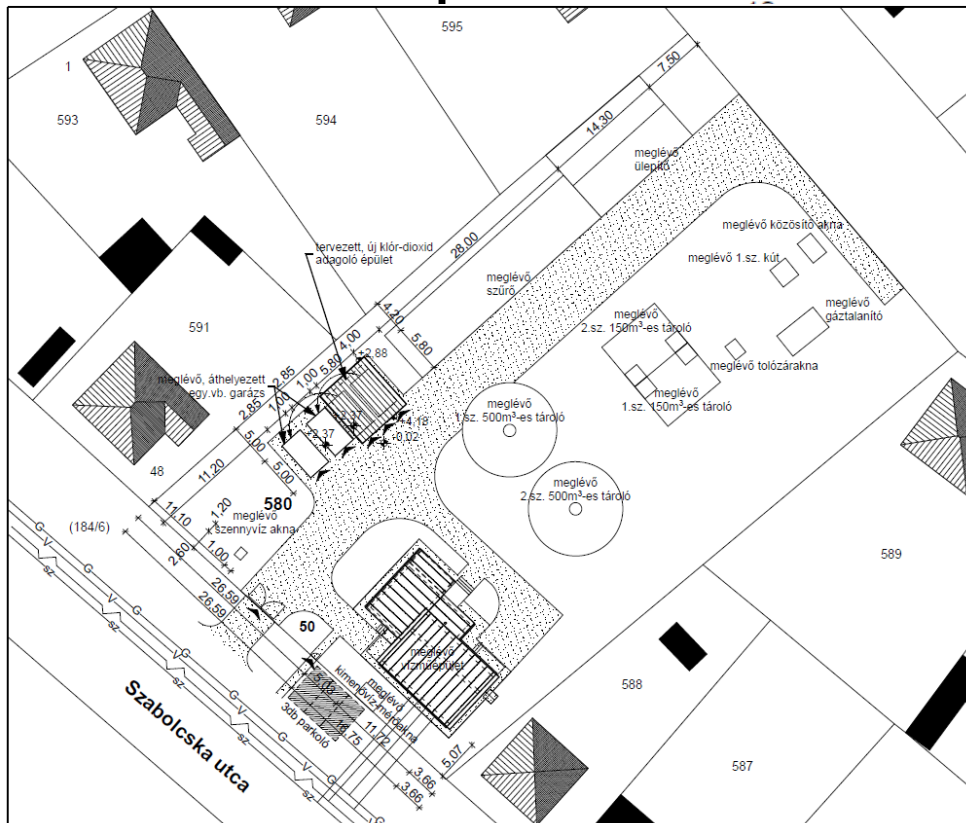 595
7,50
1
593
594
14,30
meglévő
ülepítő
meglévő közösítő akna
tervezett, új klór-dioxid
adagoló épület
28,00
meglévő 1.sz. kút
meglévő
szűrő
meglévő
gáztalanító
4,20
591
meglévő
2.sz. 150m³-es tároló
4,00
5,80
+2,88
5,80
meglévő tolózárakna
1,00
2,85
meglévő, áthelyezett
egy.vb. garázs
meglévő
1.sz. 150m³-es tároló
meglévő
1.sz. 500m³-es tároló
1,00
2,85
2,37
+4,18
-0,02
+2,37
5,00
5,00
48
11,20
meglévő
2.sz. 500m³-es tároló
580
11,10
1,20
meglévő
szennyvíz akna
(184/6)
2,60
1,00
589
G
V
sz
26,59
26,59
50
meglévő
vízműépület
meglévő
kimenővíz-mérőakna
588
5,03
3db parkoló
11,72
5,07
587
3,66
3,66
Szabolcska utca